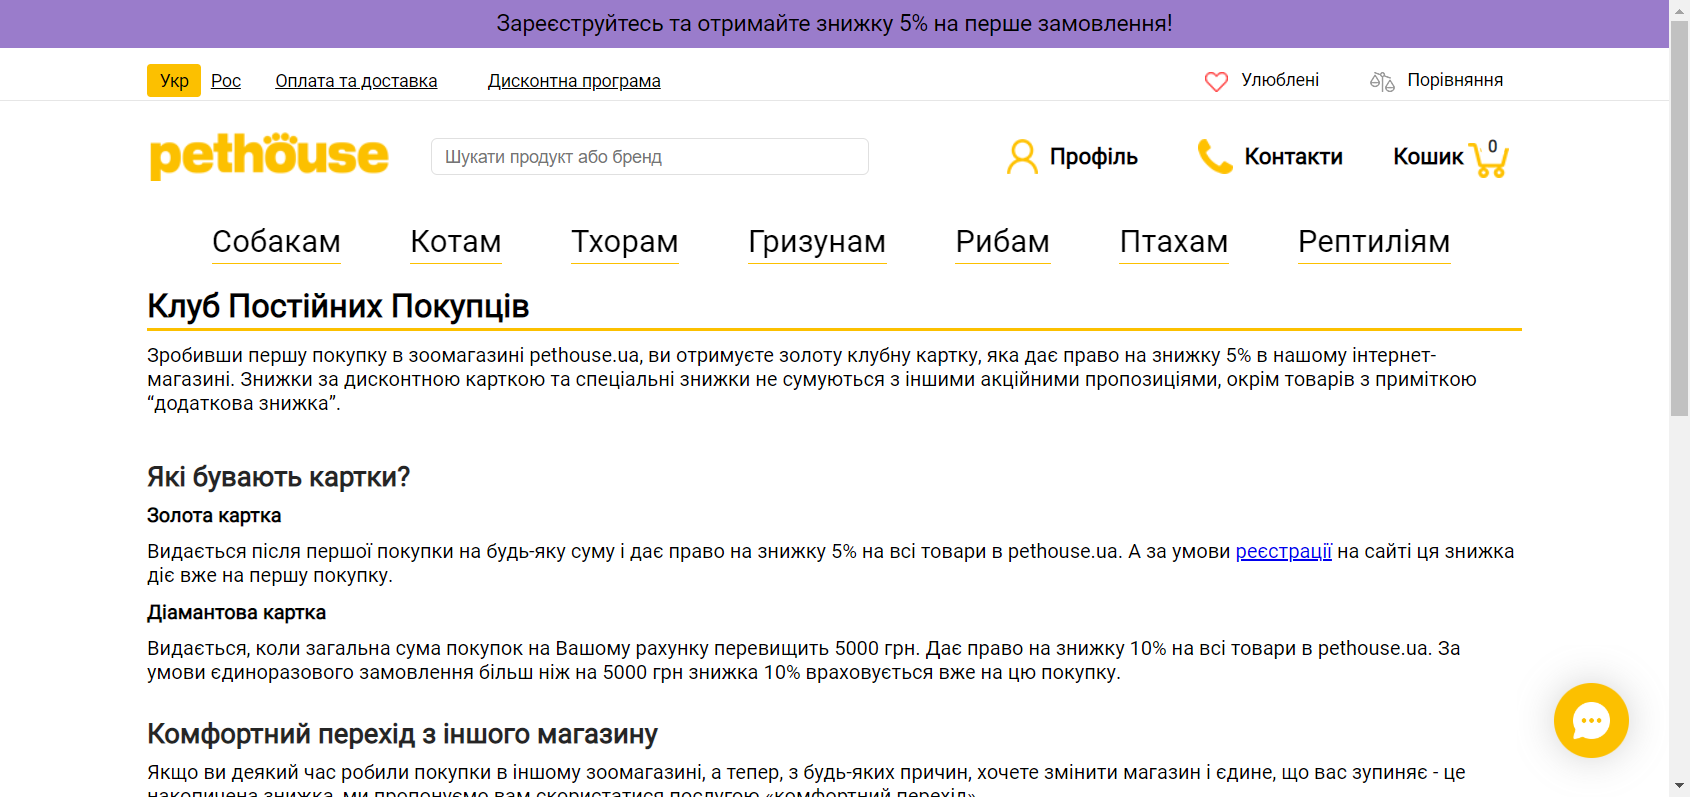 Зареєструйтесь та отримайте знижку 5% на перше замовлення!
Укр Рос Оплата та доставка Дисконтна програма Улюблені Порівняння
pethouse Шукати продукт або бренд Профіль Контакти Кошик 0
Собакам Котам Тхорам Гризунам Рибам Птахам Рептиліям
Клуб Постійних Покупців
Зробивши першу покупку в зоомагазині pethouse.ua, ви отримуєте золоту клубну картку, яка дає право на знижку 5% в нашому інтернет-
магазині. Знижки за дисконтною карткою та спеціальні знижки не сумуються з іншими акційними пропозиціями, окрім товарів з приміткою
“додаткова знижка”.
Які бувають картки?
Золота картка
Видається після першої покупки на будь-яку суму і дає право на знижку 5% на всі товари в pethouse.ua. А за умови реєстрації на сайті ця знижка
діє вже на першу покупку.
Діамантова картка
Видається, коли загальна сума покупок на Вашому рахунку перевищить 5000 грн. Дає право на знижку 10% на всі товари в pethouse.ua. За
умови єдиноразового замовлення більш ніж на 5000 грн знижка 10% враховується вже на цю покупку.
Комфортний перехід з іншого магазину
Якщо ви деякий час робили покупки в іншому зоомагазині, а тепер, з будь-яких причин, хочете змінити магазин і єдине, що вас зупиняє - це
накопичена знижка, ми пропонуємо вам скористатися послугою «комфортний перехід».